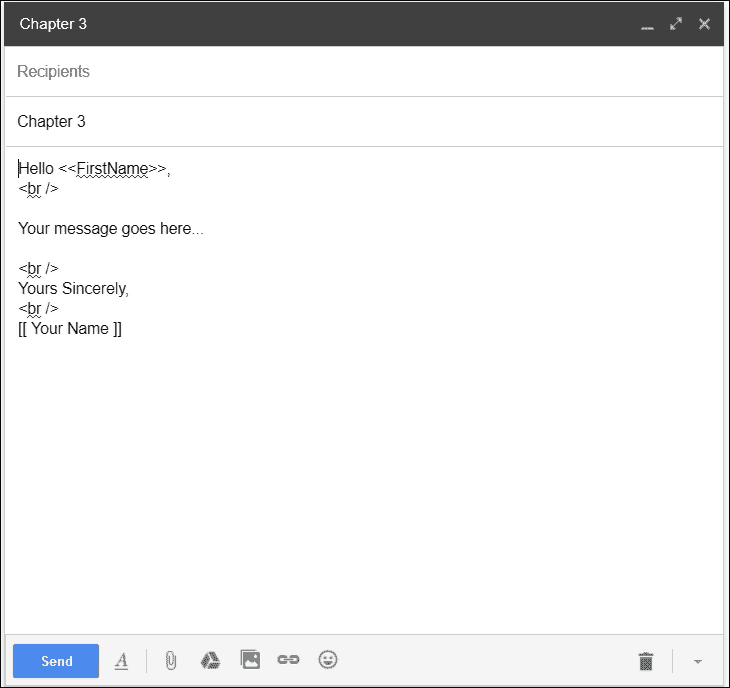 Chapter 3
Recipients
Chapter 3
Hello <<FirstName>>,
<br />
Your message goes here...
<br />
Yours Sincerely,
<br />
[[ Your Name ]]
Send A